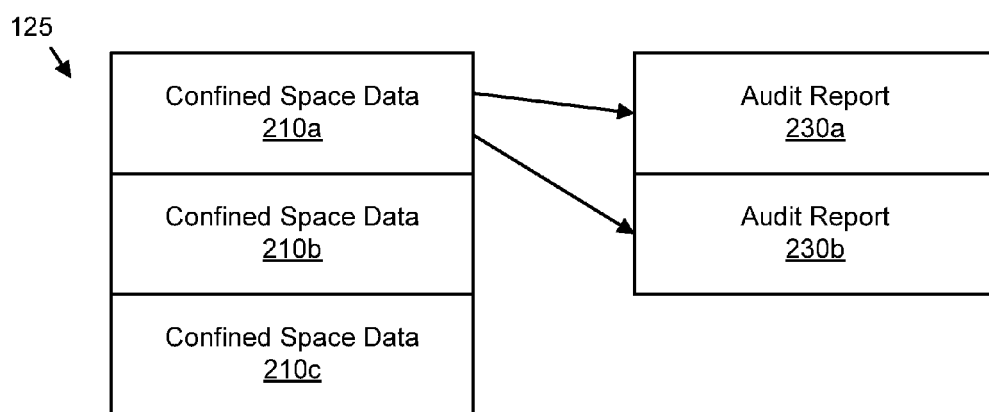 125
Confined Space Data
210a
Audit Report
230a
Confined Space Data
210b
Audit Report
230b
Confined Space Data
210c